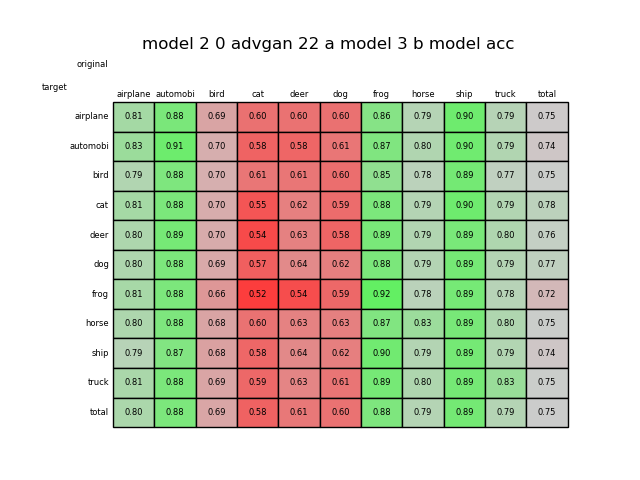 model 2 0 advgan 22 a model 3 b model acc
original
target
airplane automobi bird cat deer dog frog horse ship truck total
airplane 0.81 0.88 0.69 0.60 0.60 0.60 0.86 0.79 0.90 0.79 0.75
automobi 0.83 0.91 0.70 0.58 0.58 0.61 0.87 0.80 0.90 0.79 0.74
bird 0.79 0.88 0.70 0.61 0.61 0.60 0.85 0.78 0.89 0.77 0.75
cat 0.81 0.88 0.70 0.55 0.62 0.59 0.88 0.79 0.90 0.79 0.78
deer 0.80 0.89 0.70 0.54 0.63 0.58 0.89 0.79 0.89 0.80 0.76
dog 0.80 0.88 0.69 0.57 0.64 0.62 0.88 0.79 0.89 0.79 0.77
frog 0.81 0.88 0.66 0.52 0.54 0.59 0.92 0.78 0.89 0.78 0.72
horse 0.80 0.88 0.68 0.60 0.63 0.63 0.87 0.83 0.89 0.80 0.75
ship 0.79 0.87 0.68 0.58 0.64 0.62 0.90 0.79 0.89 0.79 0.74
truck 0.81 0.88 0.69 0.59 0.63 0.61 0.89 0.80 0.89 0.83 0.75
total 0.80 0.88 0.69 0.58 0.61 0.60 0.88 0.79 0.89 0.79 0.75